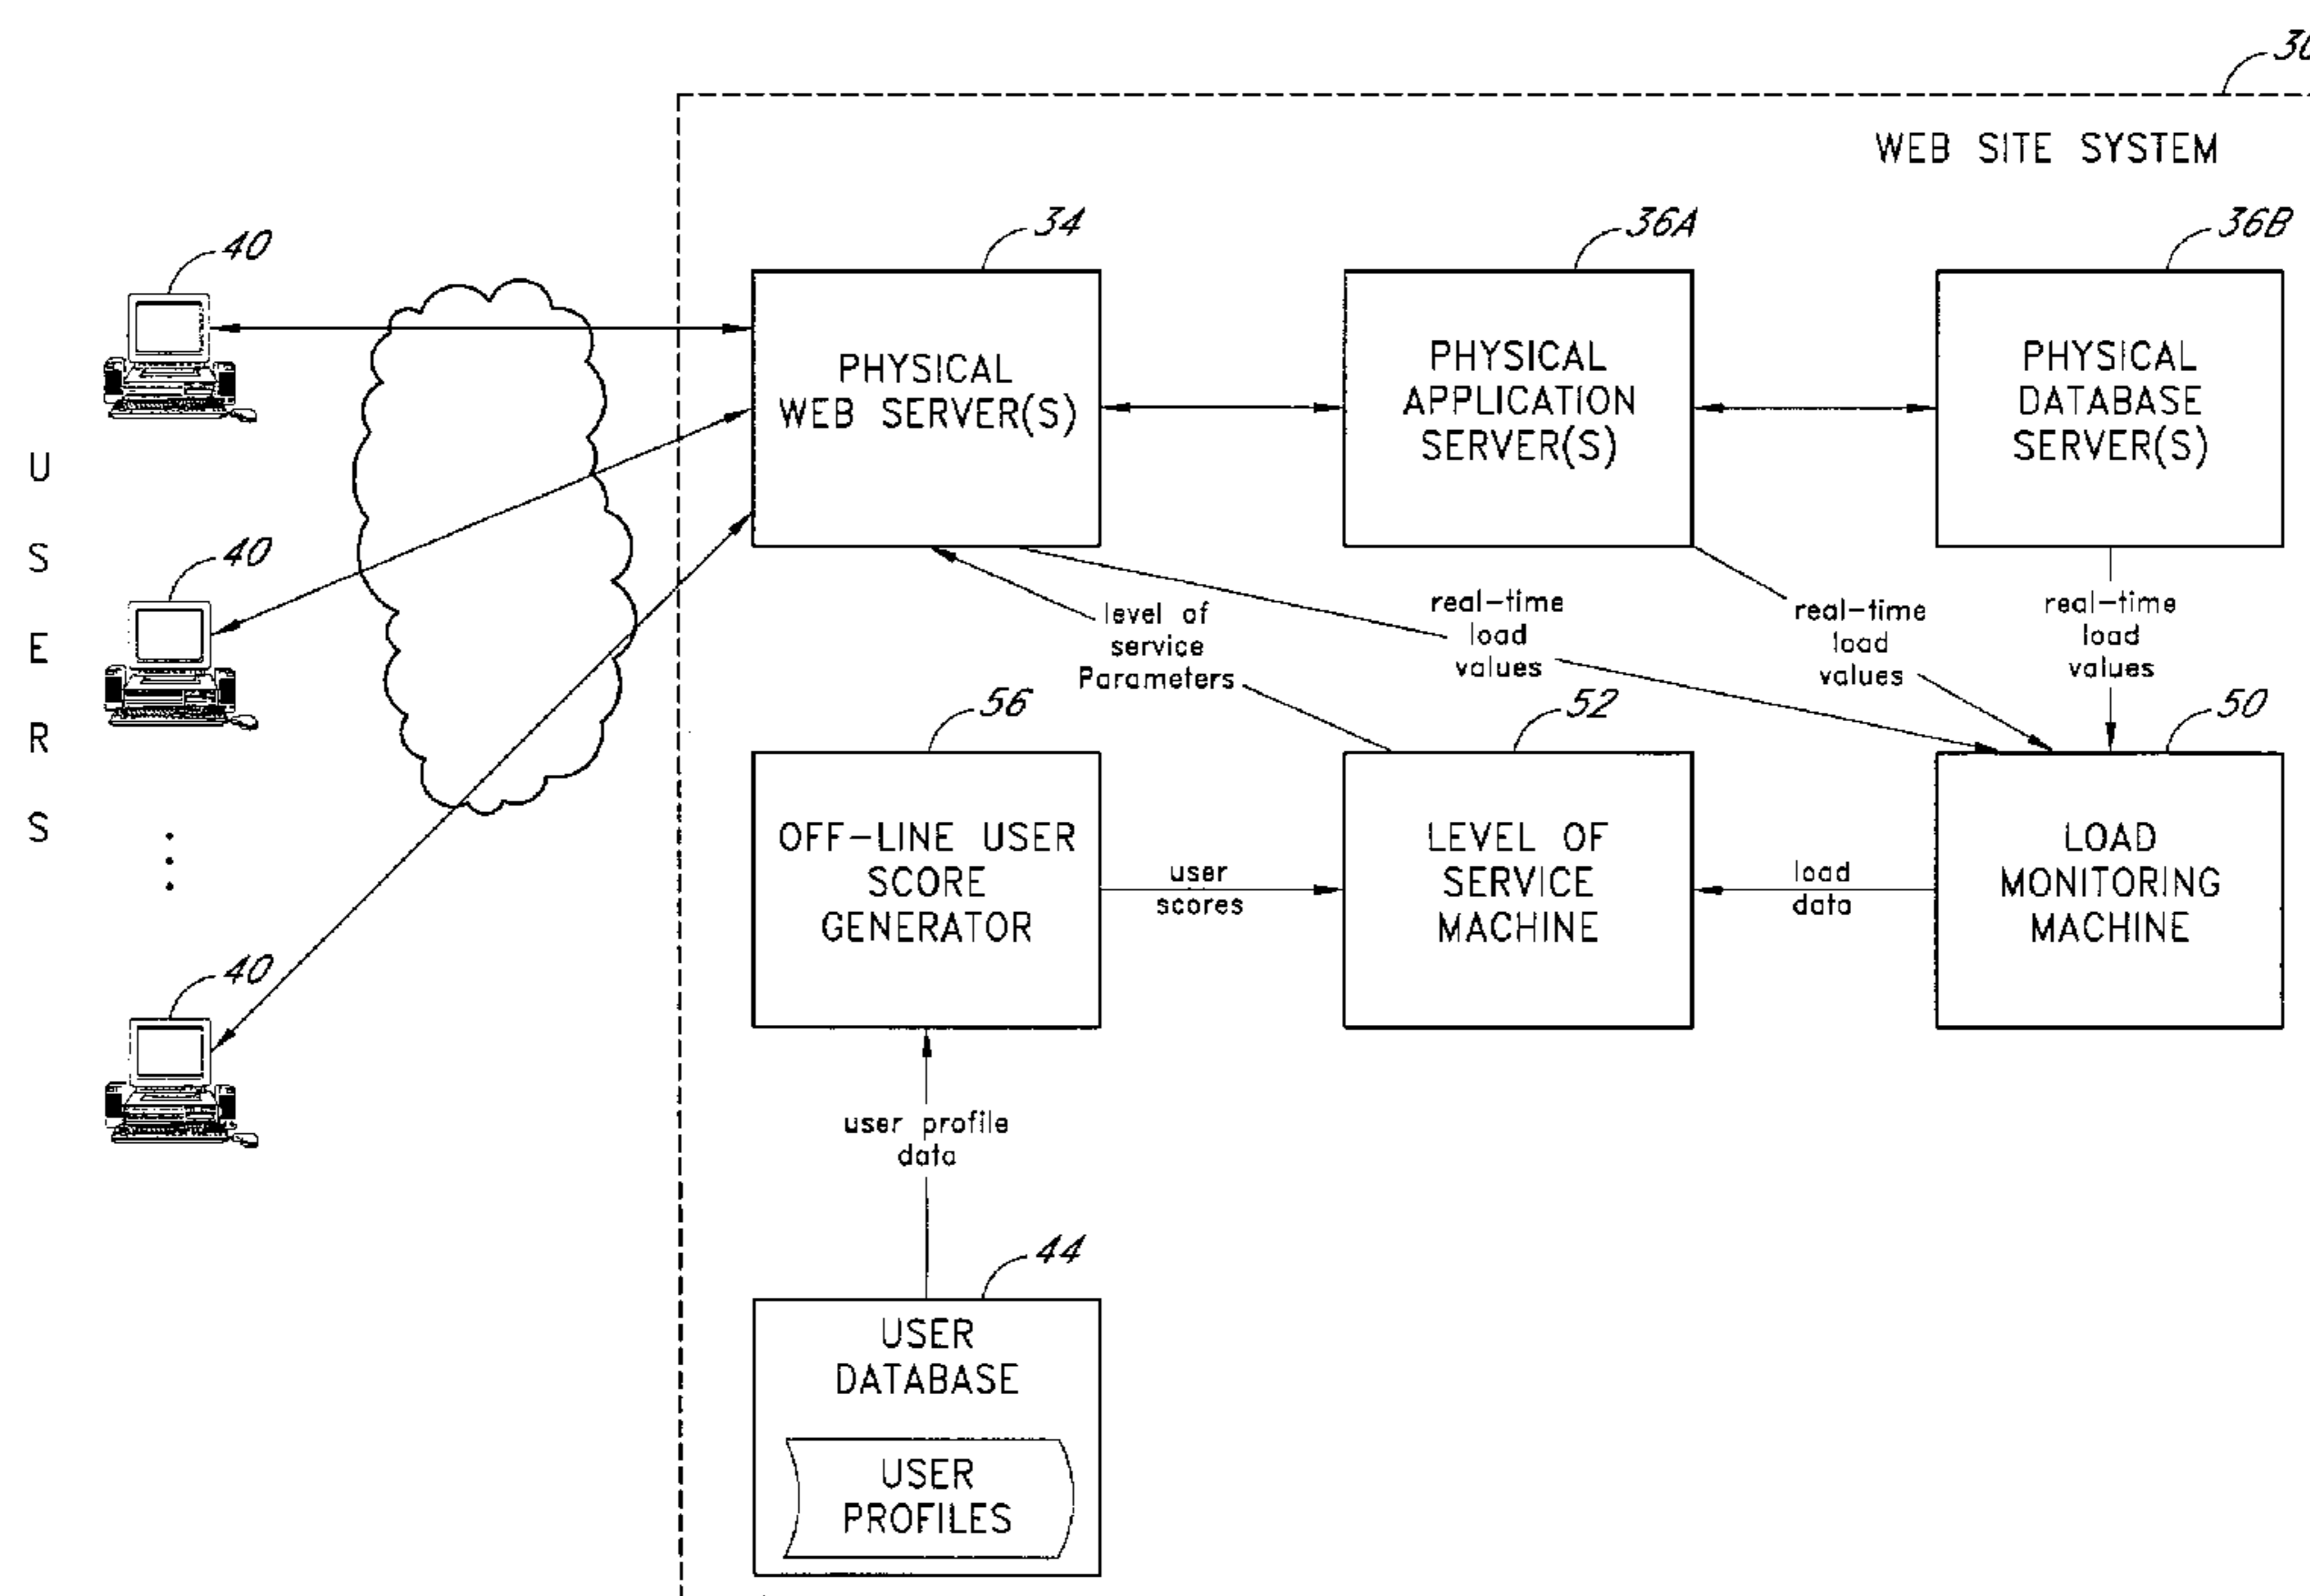 30
WEB SITE SYSTEM
34
36A
36B
40
PHYSICAL
WEB SERVER(S)
PHYSICAL
APPLICATION
SERVER(S)
PHYSICAL
DATABASE
SERVER(S)
USERS
40
level of
service
Parameters
real-time
load
values
real-time
load
values
real-time
load
values
56
52
50
OFF-LINE USER
SCORE
GENERATOR
user
scores
LEVEL OF
SERVICE
MACHINE
load
data
LOAD
MONITORING
MACHINE
40
user profile
data
44
USER
DATABASE
USER
PROFILES